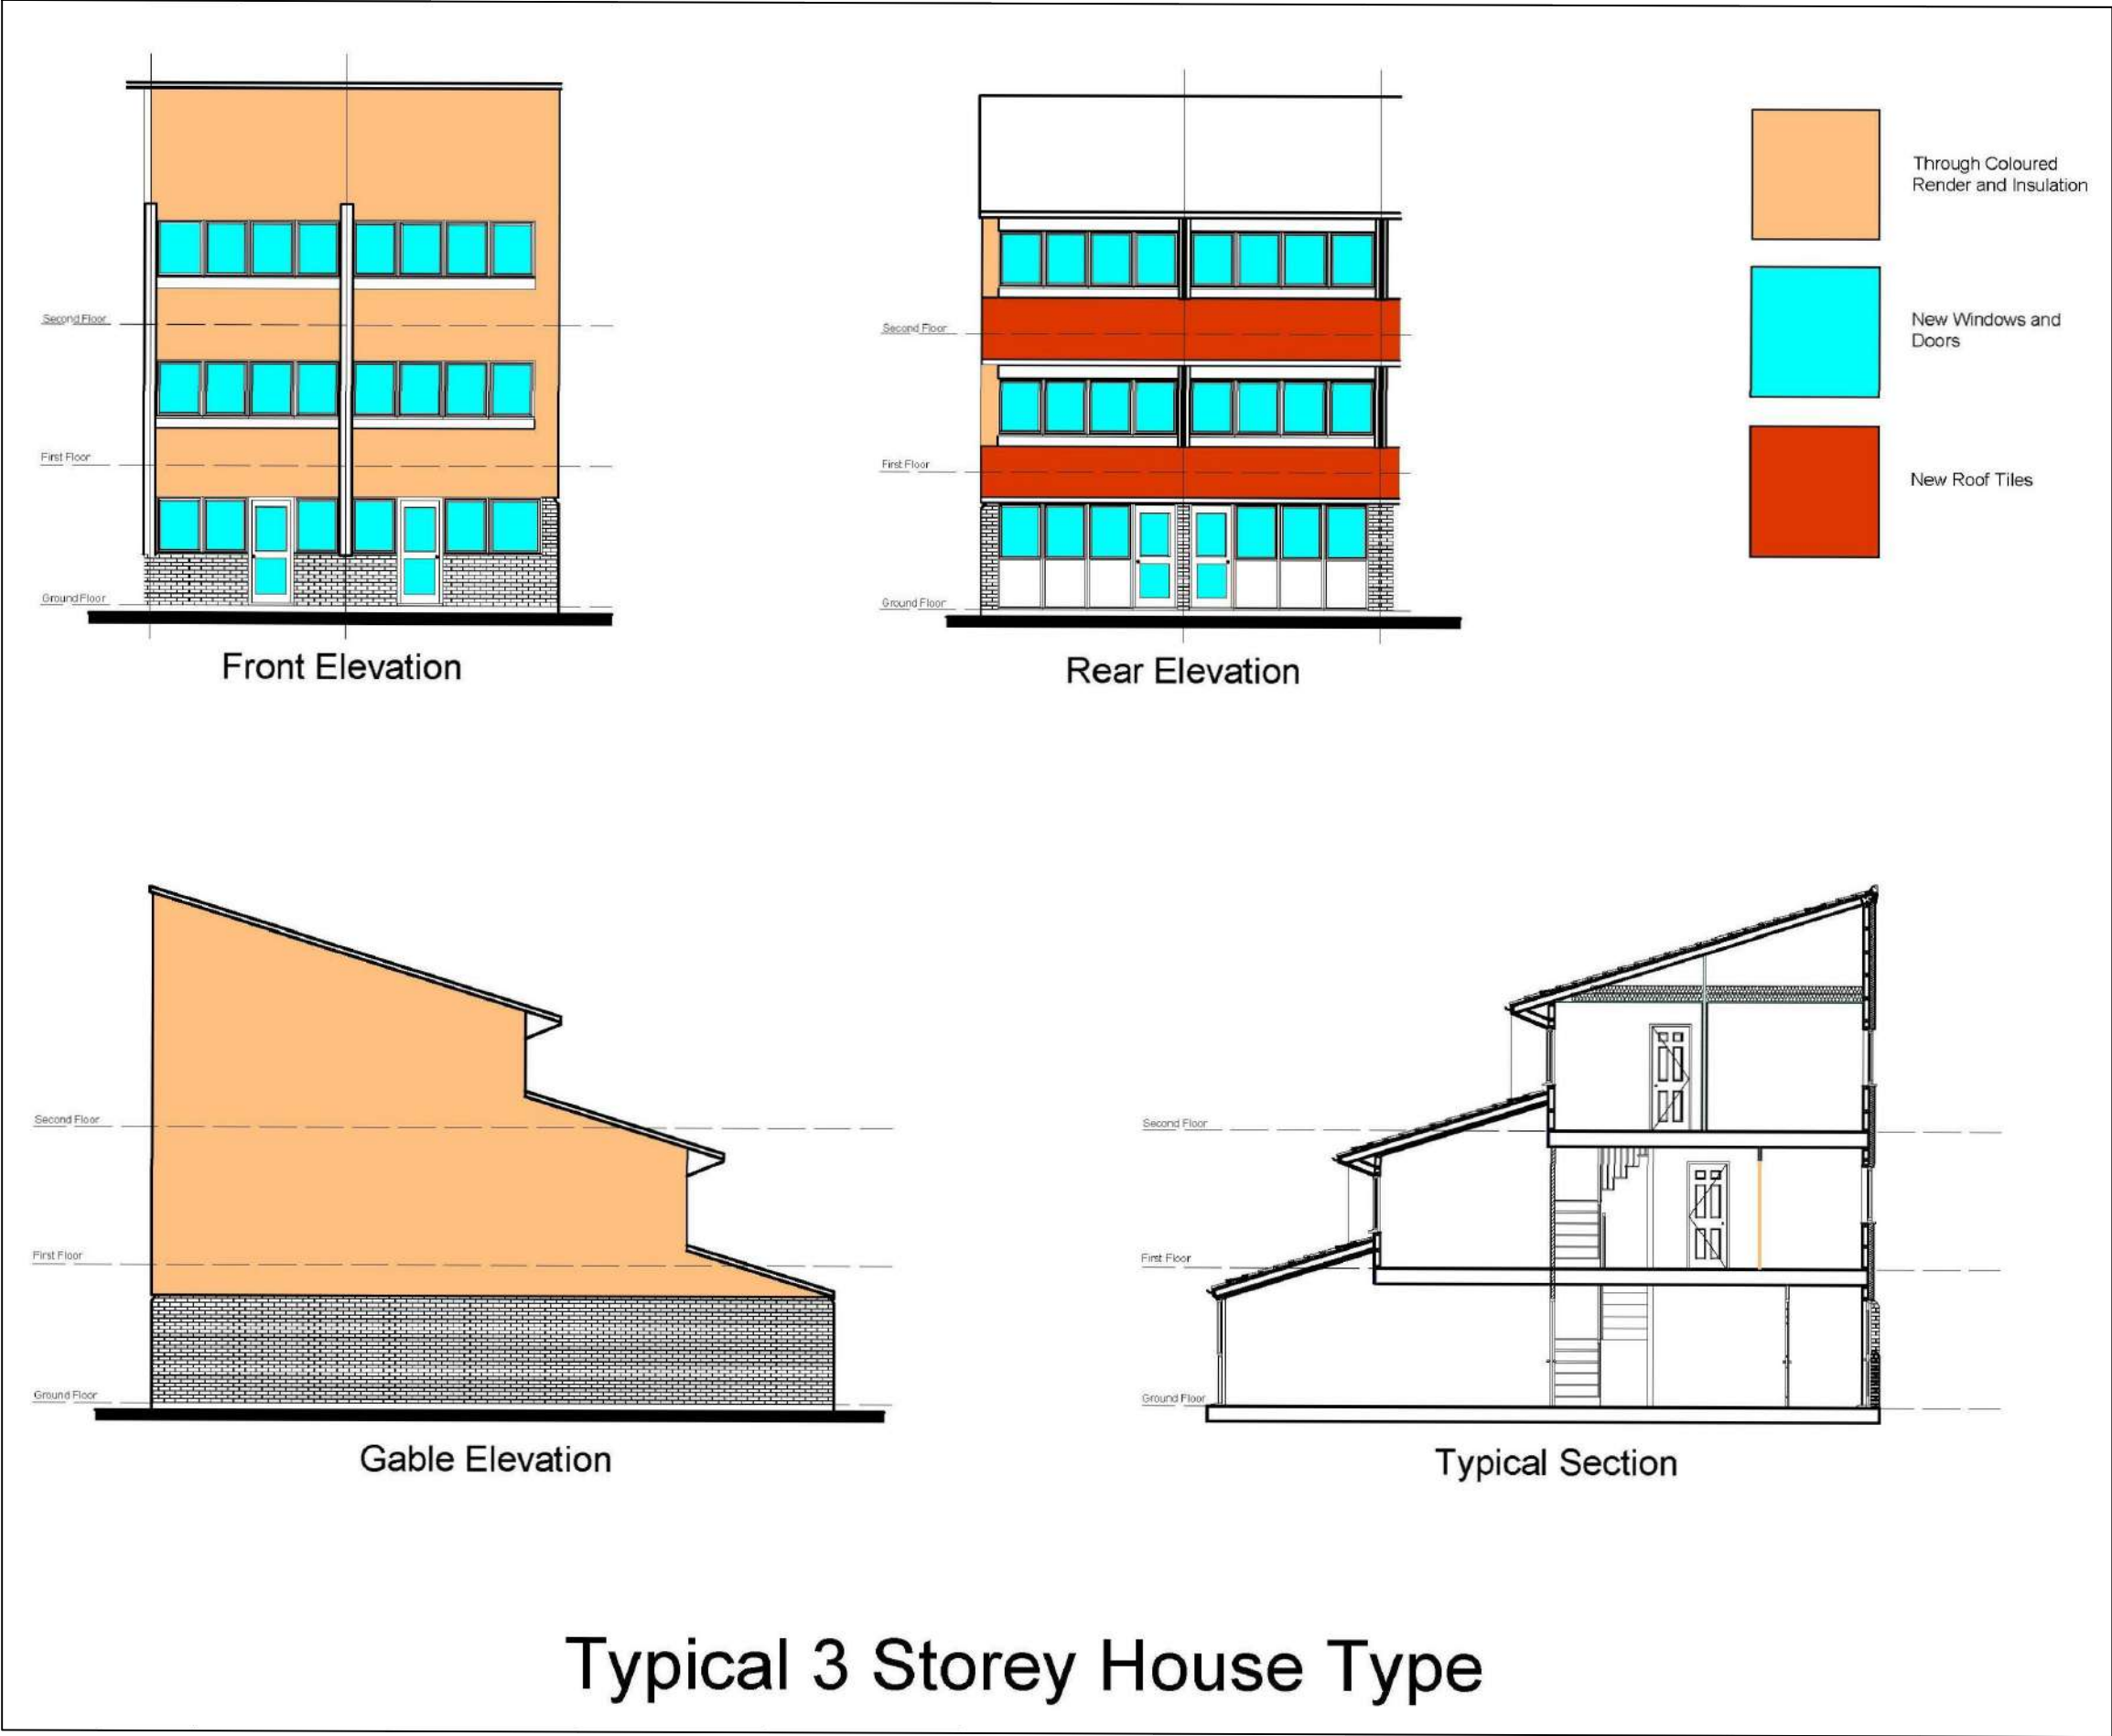 Second Floor
First Floor
Ground Floor
Front Elevation
Second Floor
First Floor
Ground Floor
Rear Elevation
Through Coloured
Render and Insulation
New Windows and
Doors
New Roof Tiles
Second Floor
First Floor
Ground Floor
Gable Elevation
Second Floor
First Floor
Ground Floor
Typical Section
Typical 3 Storey House Type